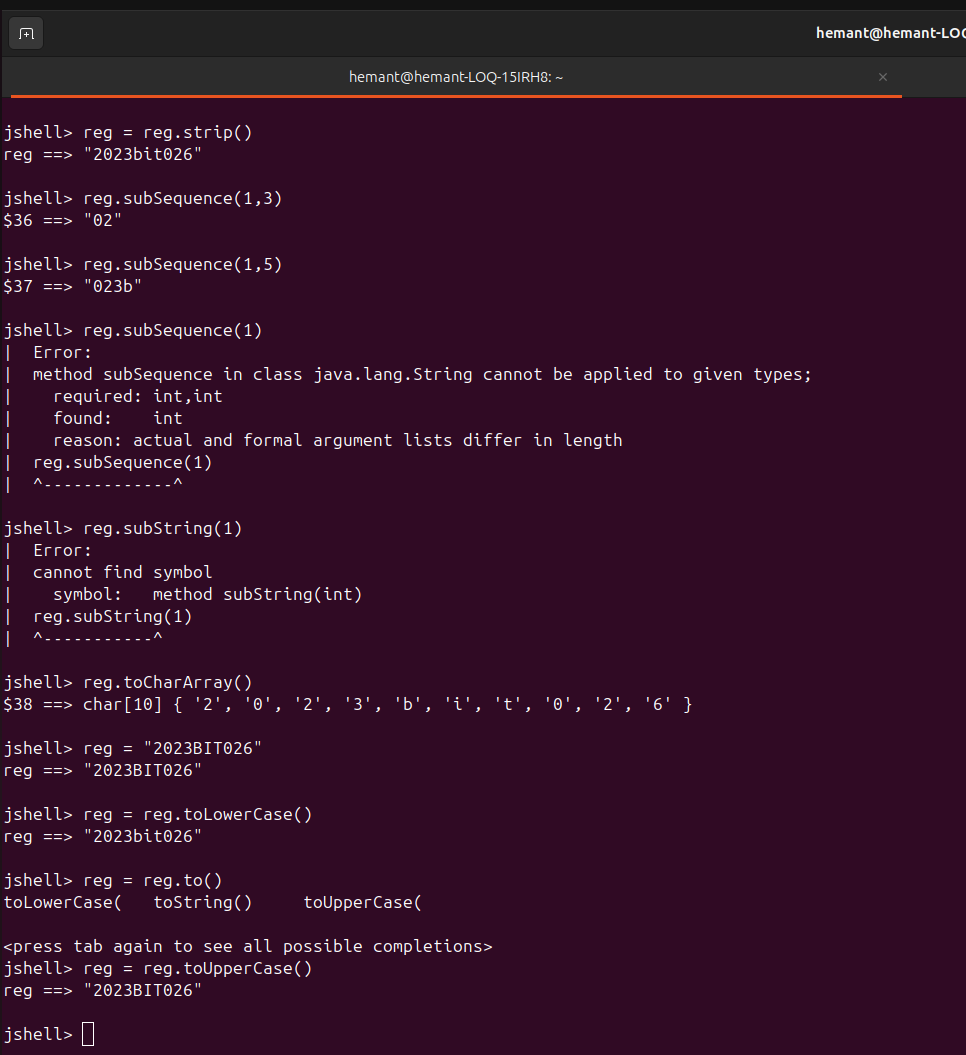 hemant@hemant-LOQ
hemant@hemant-LOQ-15IRH8: ~
jshell> reg = reg.strip()
reg ==> "2023bit026"
jshell> reg.subSequence(1,3)
$36 ==> "02"
jshell> reg.subSequence(1,5)
$37 ==> "023b"
jshell> reg.subSequence(1)
|  Error:
|  method subSequence in class java.lang.String cannot be applied to given types;
|    required: int,int
|    found:    int
|    reason: actual and formal argument lists differ in length
|  reg.subSequence(1)
|  ^-------------^
jshell> reg.subString(1)
|  Error:
|  cannot find symbol
|    symbol:   method subString(int)
|  reg.subString(1)
|  ^-----------^
jshell> reg.toCharArray()
$38 ==> char[10] { '2', '0', '2', '3', 'b', 'i', 't', '0', '2', '6' }
jshell> reg = "2023BIT026"
reg ==> "2023BIT026"
jshell> reg = reg.toLowerCase()
reg ==> "2023bit026"
jshell> reg = reg.to()
toLowerCase(   toString()     toUpperCase(
<press tab again to see all possible completions>
jshell> reg = reg.toUpperCase()
reg ==> "2023BIT026"
jshell>